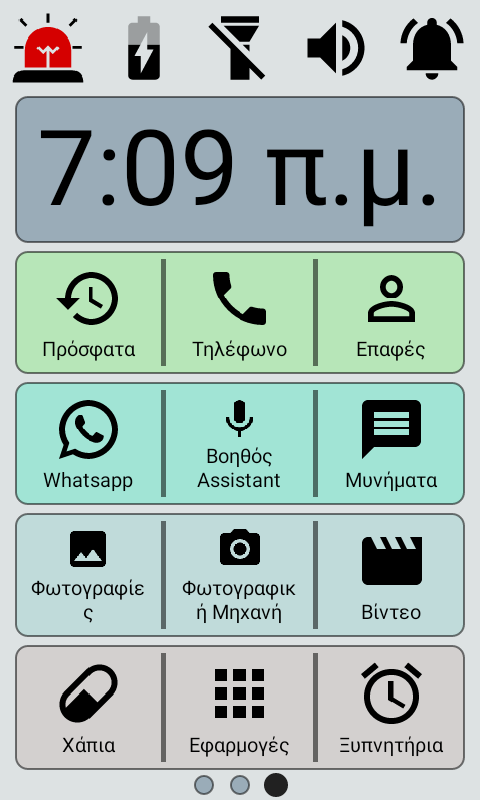 7:09 π.μ.
Πρόσφατα
Τηλέφωνο
Επαφές
Whatsapp
Βοηθός
Assistant
Μυνήματα
Φωτογραφίε
ς
Φωτογραφικ
ή Μηχανή
Βίντεο
Χάπια
Εφαρμογές
Ξυπνητήρια